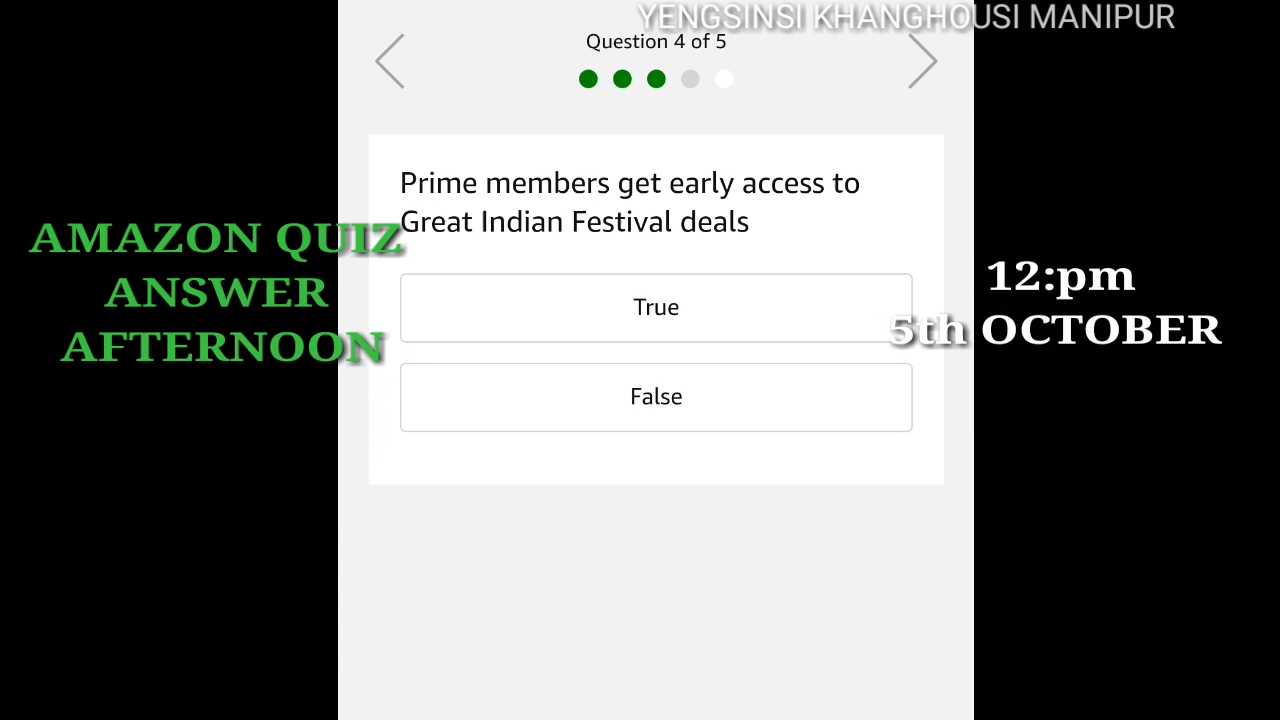 YENGSINSI KHANGHOUSI MANIPUR
Question 4 of 5
Prime members get early access to
Great Indian Festival deals
True
False
AMAZON QUIZ
ANSWER
AFTERNOON
12:pm
5th OCTOBER